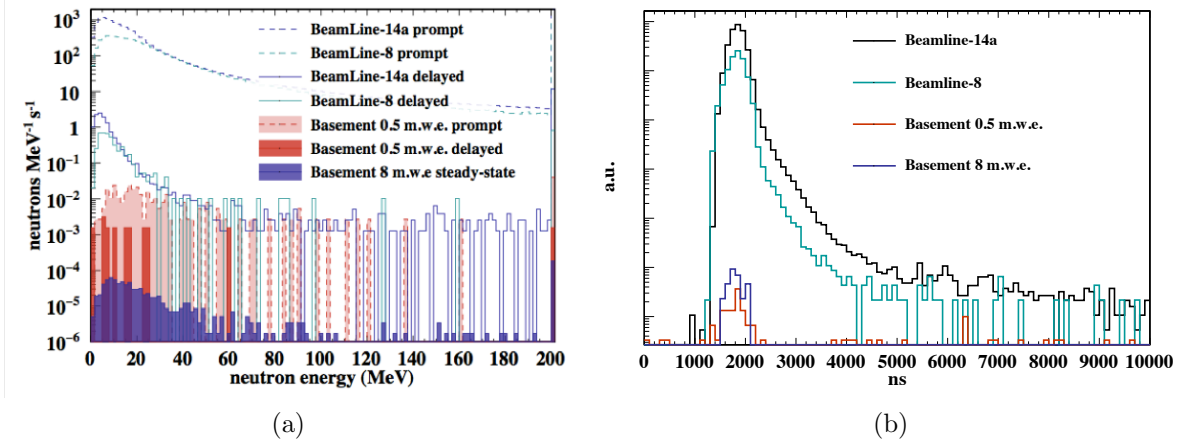 10³
10²
10
1
10⁻¹
10⁻²
10⁻³
10⁻⁴
10⁻⁵
10⁻⁶
neutrons MeV⁻¹ s⁻¹
BeamLine-14a prompt
BeamLine-8 prompt
BeamLine-14a delayed
BeamLine-8 delayed
Basement 0.5 m.w.e. prompt
Basement 0.5 m.w.e. delayed
Basement 8 m.w.e steady-state
0 20 40 60 80 100 120 140 160 180 200
neutron energy (MeV)
(a)
a.u.
Beamline-14a
Beamline-8
Basement 0.5 m.w.e.
Basement 8 m.w.e.
0 1000 2000 3000 4000 5000 6000 7000 8000 9000 10000
ns
(b)